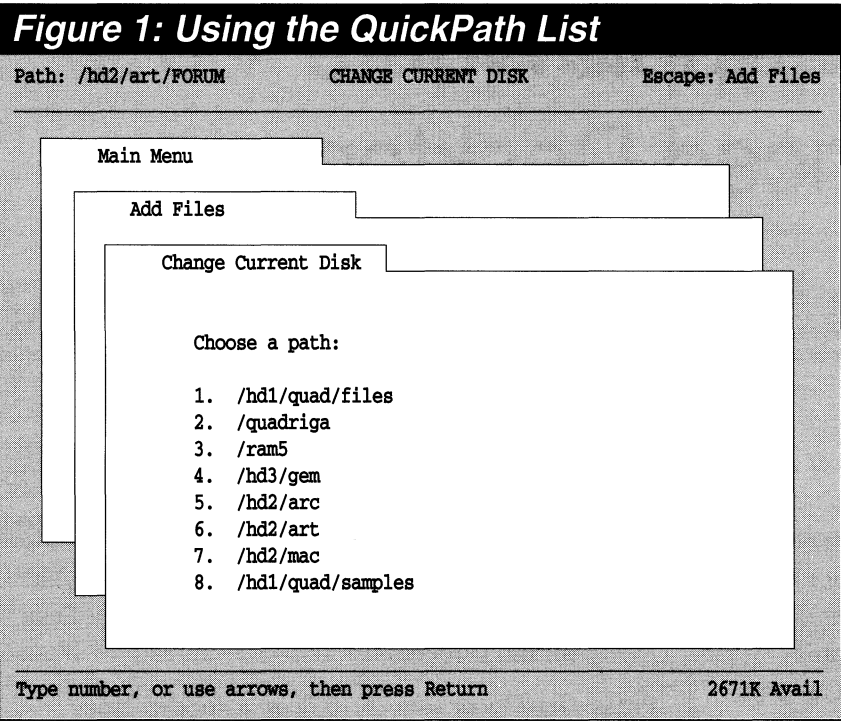 Figure 1: Using the QuickPath List
Path: /hd2/art/FORUM CHANGE CURRENT DISK Escape: Add Files
Main Menu
Add Files
Change Current Disk
Choose a path:
1. /hd1/quad/files
2. /quadriga
3. /ram5
4. /hd3/gem
5. /hd2/arc
6. /hd2/art
7. /hd2/mac
8. /hd1/quad/samples
Type number, or use arrows, then press Return 2671K Avail